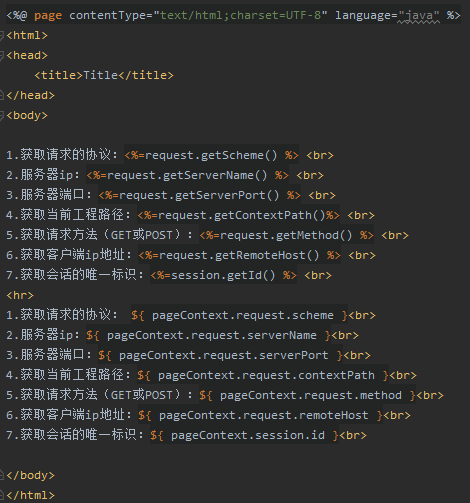 <%@ page contentType="text/html;charset=UTF-8" language="java" %>
<html>
<head>
    <title>Title</title>
</head>
<body>

1.获取请求的协议：<%=request.getScheme() %> <br>
2.服务器ip：<%=request.getServerName() %> <br>
3.服务器端口：<%=request.getServerPort() %> <br>
4.获取当前工程路径：<%=request.getContextPath()%> <br>
5.获取请求方法（GET或POST）：<%=request.getMethod() %> <br>
6.获取客户端ip地址：<%=request.getRemoteHost() %> <br>
7.获取会话的唯一标识：<%=session.getId() %> <br>
<hr>
1.获取请求的协议： ${ pageContext.request.scheme }<br>
2.服务器ip：${ pageContext.request.serverName }<br>
3.服务器端口：${ pageContext.request.serverPort }<br>
4.获取当前工程路径：${ pageContext.request.contextPath }<br>
5.获取请求方法（GET或POST）：${ pageContext.request.method }<br>
6.获取客户端ip地址：${ pageContext.request.remoteHost }<br>
7.获取会话的唯一标识：${ pageContext.session.id }<br>

</body>
</html>